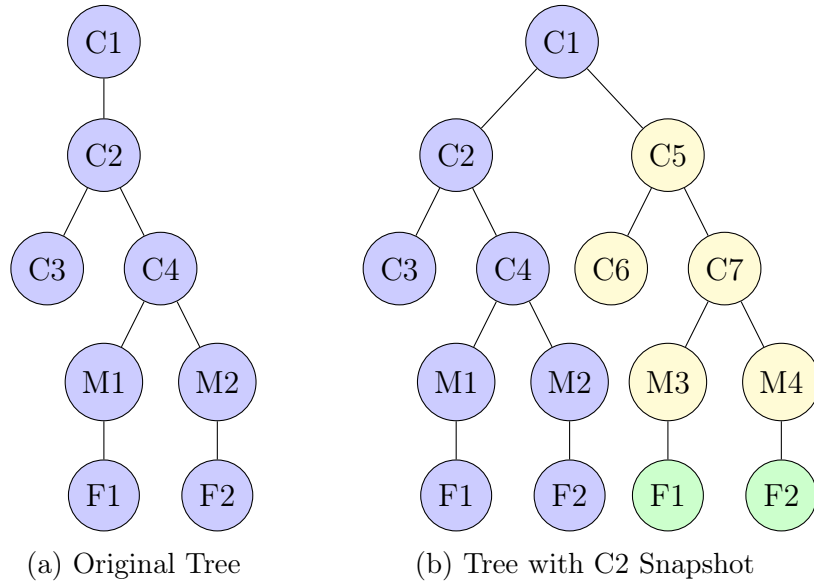 C1
C2
C3 C4
M1 M2
F1 F2
(a) Original Tree
C1
C2 C5
C3 C4 C6 C7
M1 M2 M3 M4
F1 F2 F1 F2
(b) Tree with C2 Snapshot